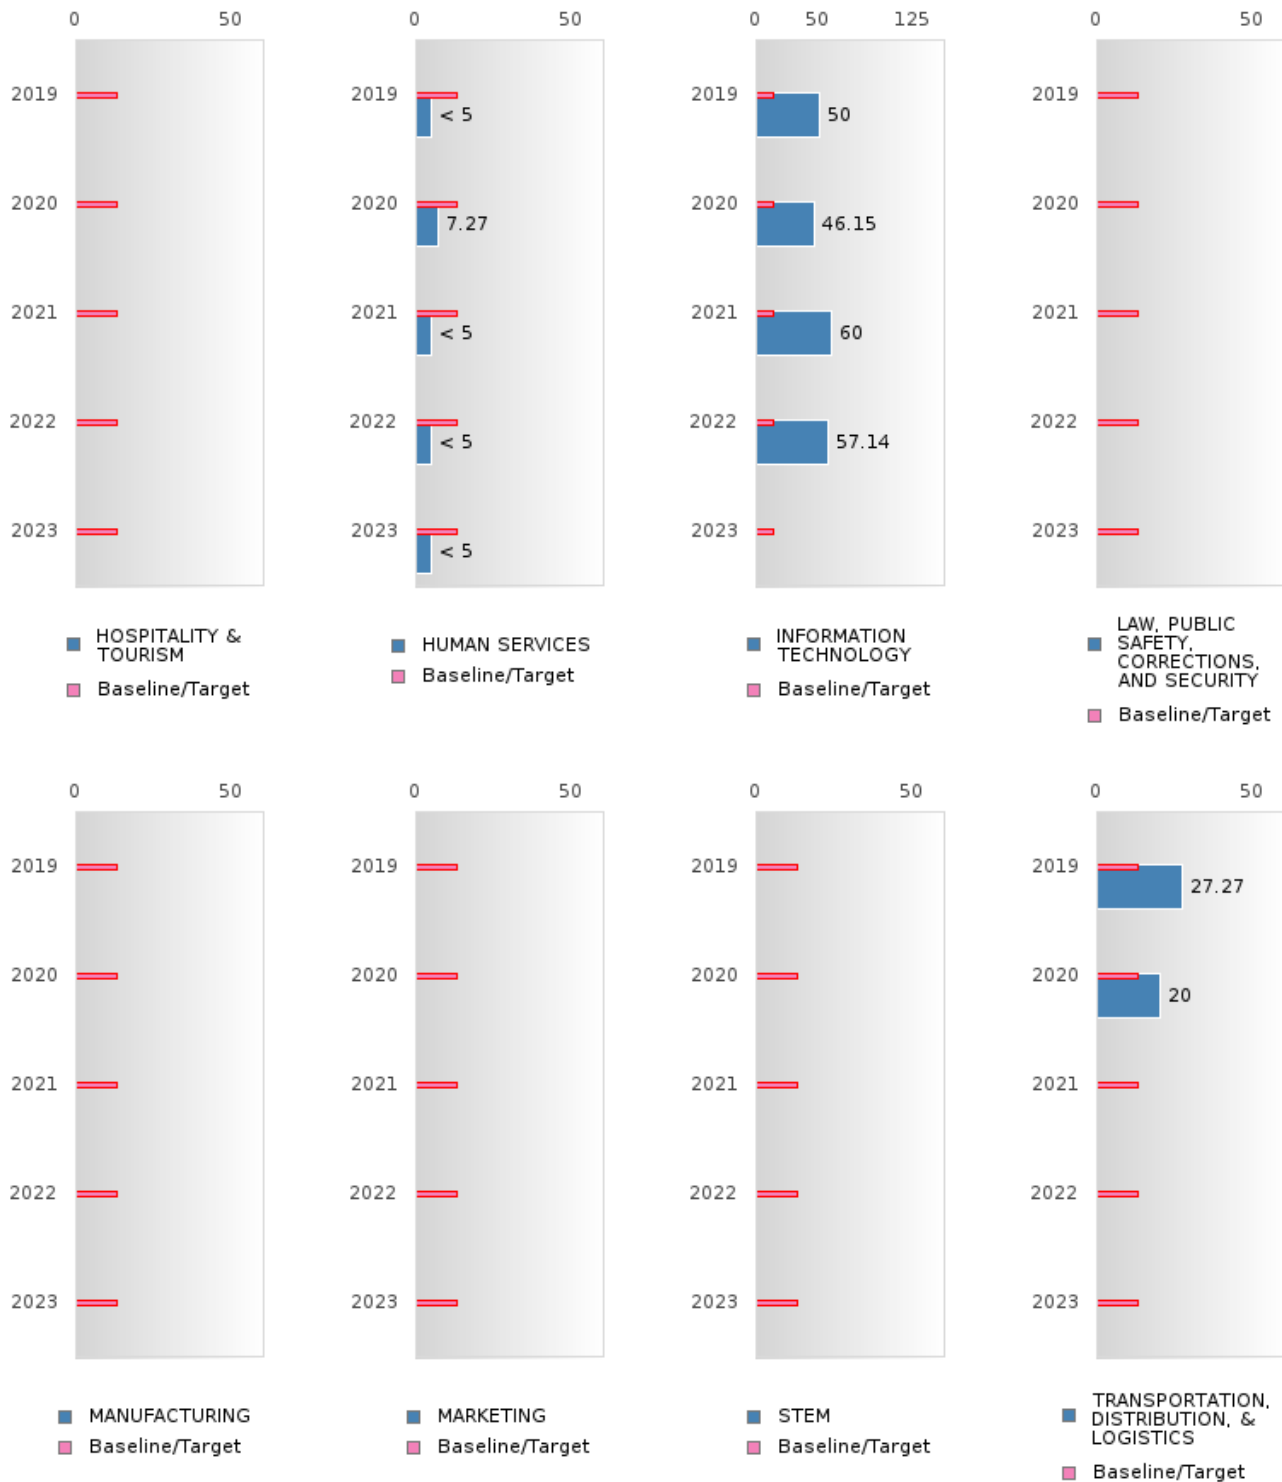 0 50
2019
2020
2021
2022
2023
HOSPITALITY &
TOURISM
Baseline/Target
0 50
2019
< 5
2020
7.27
2021
< 5
2022
< 5
2023
< 5
HUMAN SERVICES
Baseline/Target
0 50 125
2019
50
2020
46.15
2021
60
2022
57.14
2023
INFORMATION
TECHNOLOGY
Baseline/Target
0 50
2019
2020
2021
2022
2023
LAW, PUBLIC
SAFETY,
CORRECTIONS,
AND SECURITY
Baseline/Target
0 50
2019
2020
2021
2022
2023
MANUFACTURING
Baseline/Target
0 50
2019
2020
2021
2022
2023
MARKETING
Baseline/Target
0 50
2019
2020
2021
2022
2023
STEM
Baseline/Target
0 50
2019
27.27
2020
20
2021
2022
2023
TRANSPORTATION,
DISTRIBUTION, &
LOGISTICS
Baseline/Target